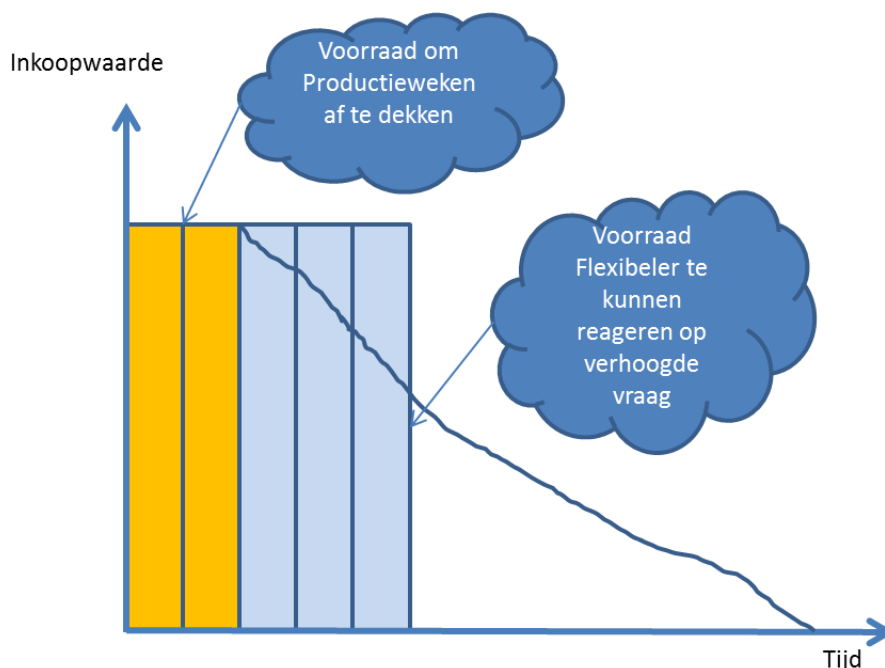 Inkoopwaarde
Voorraad om
Productieweken
af te dekken
Voorraad
Flexibeler te
kunnen
reageren op
verhoogde
vraag
Tijd